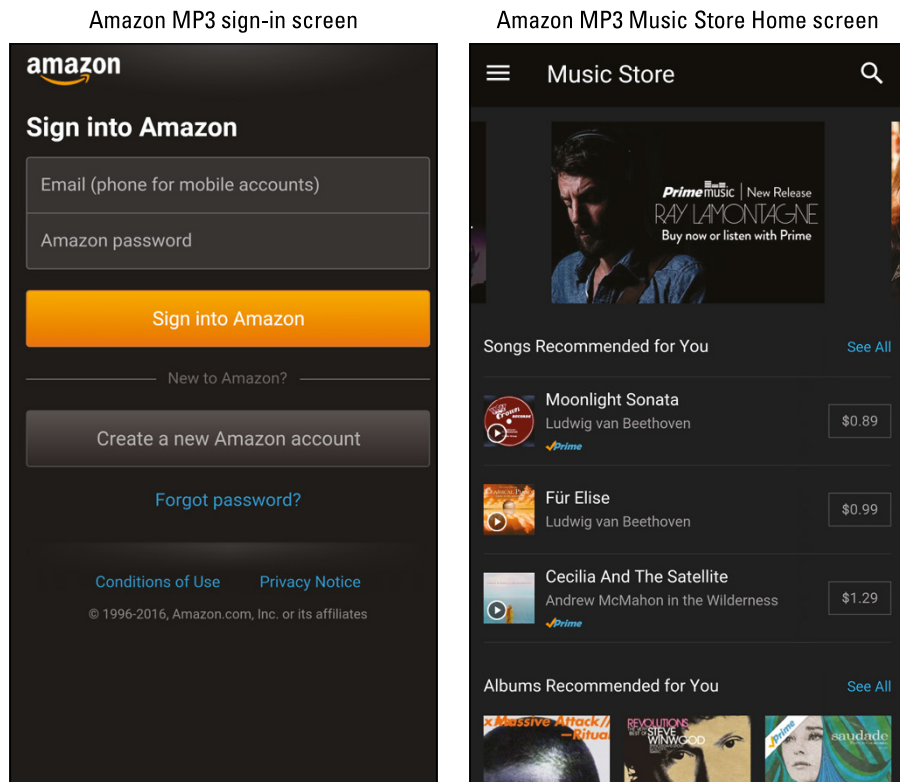 Amazon MP3 sign-in screen
amazon
Sign into Amazon
Email (phone for mobile accounts)
Amazon password
Sign into Amazon
New to Amazon?
Create a new Amazon account
Forgot password?
Conditions of Use Privacy Notice
© 1996-2016, Amazon.com, Inc. or its affiliates
Amazon MP3 Music Store Home screen
Music Store
Prime music | New Release
RAY LAMONTAGNE
Buy now or listen with Prime
Songs Recommended for You See All
Moonlight Sonata
Ludwig van Beethoven
$0.89
Prime
Für Elise
Ludwig van Beethoven
$0.99
Cecilia And The Satellite
Andrew McMahon in the Wilderness
$1.29
Prime
Albums Recommended for You See All
x Massive Attack//
–Ritual
REVOLUTIONS
BEST OF STEVE
WINWOOD
Prime
saudade